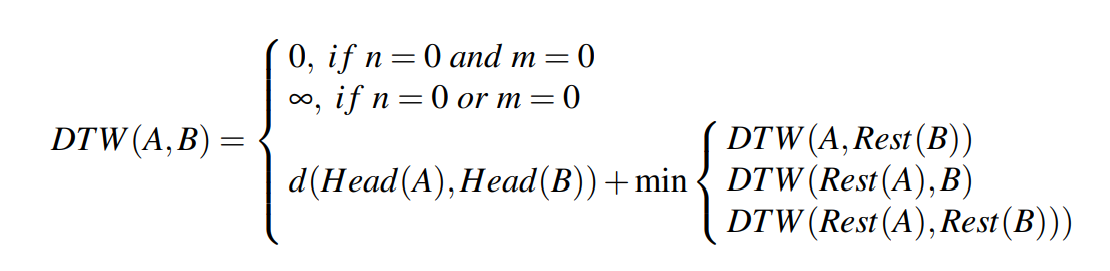 0, if n = 0 and m = 0
∞, if n = 0 or m = 0
DTW(A,B) =
d(Head(A),Head(B)) + min
DTW(A,Rest(B))
DTW(Rest(A),B)
DTW(Rest(A),Rest(B)))